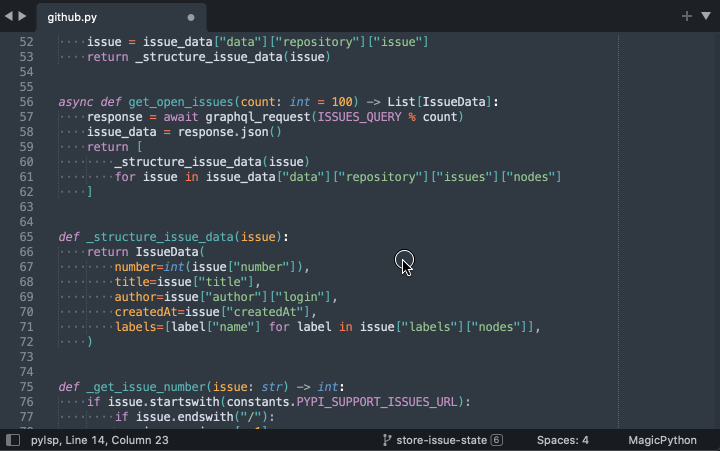 github.py
52 ····issue = issue_data["data"]["repository"]["issue"]
53 ····return _structure_issue_data(issue)
54
55
56 async def get_open_issues(count: int = 100) -> List[IssueData]:
57 ····response = await graphql_request(ISSUES_QUERY % count)
58 ····issue_data = response.json()
59 ····return [
60 ········_structure_issue_data(issue)
61 ········for issue in issue_data["data"]["repository"]["issues"]["nodes"]
62 ····]
63
64
65 def _structure_issue_data(issue):
66 ····return IssueData(
67 ········number=int(issue["number"]),
68 ········title=issue["title"],
69 ········author=issue["author"]["login"],
70 ········createdAt=issue["createdAt"],
71 ········labels=[label["name"] for label in issue["labels"]["nodes"]],
72 ····)
73
74
75 def _get_issue_number(issue: str) -> int:
76 ····if issue.startswith(constants.PYPI_SUPPORT_ISSUES_URL):
77 ········if issue.endswith("/"):
pylsp, Line 14, Column 23 store-issue-state 6 Spaces: 4 MagicPython